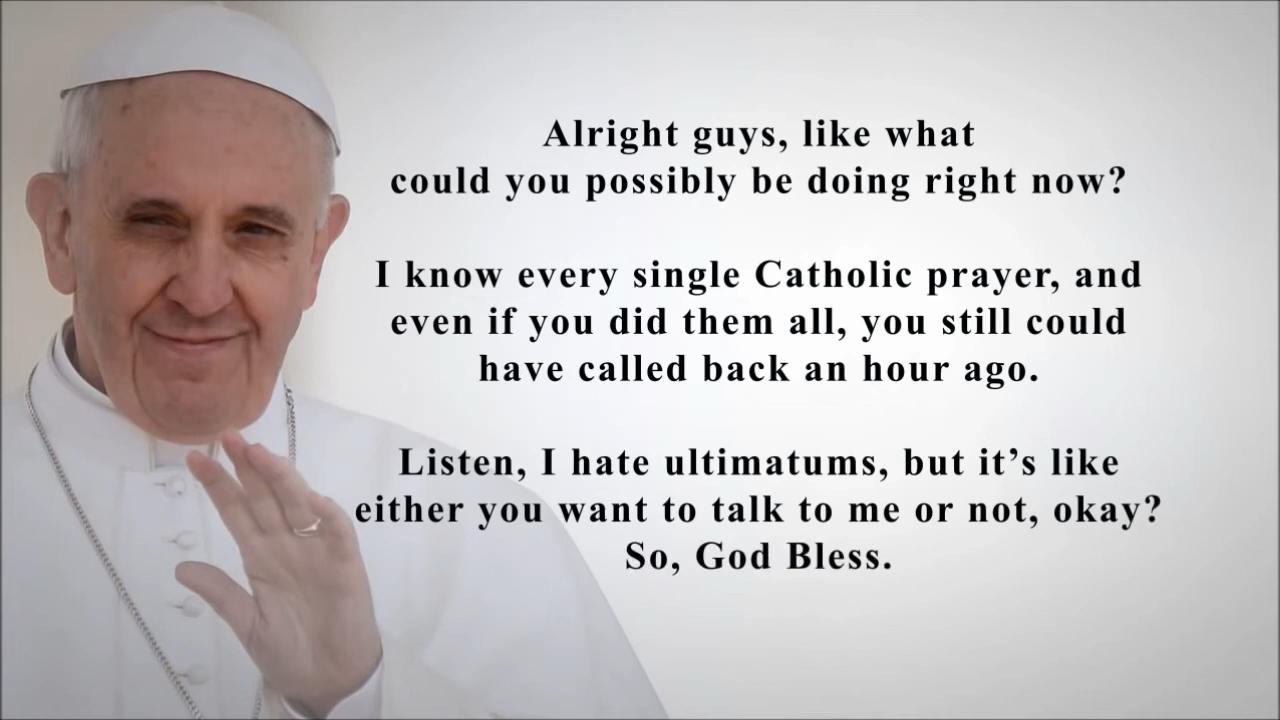 Alright guys, like what
could you possibly be doing right now?
I know every single Catholic prayer, and
even if you did them all, you still could
have called back an hour ago.
Listen, I hate ultimatums, but it’s like
either you want to talk to me or not, okay?
So, God Bless.